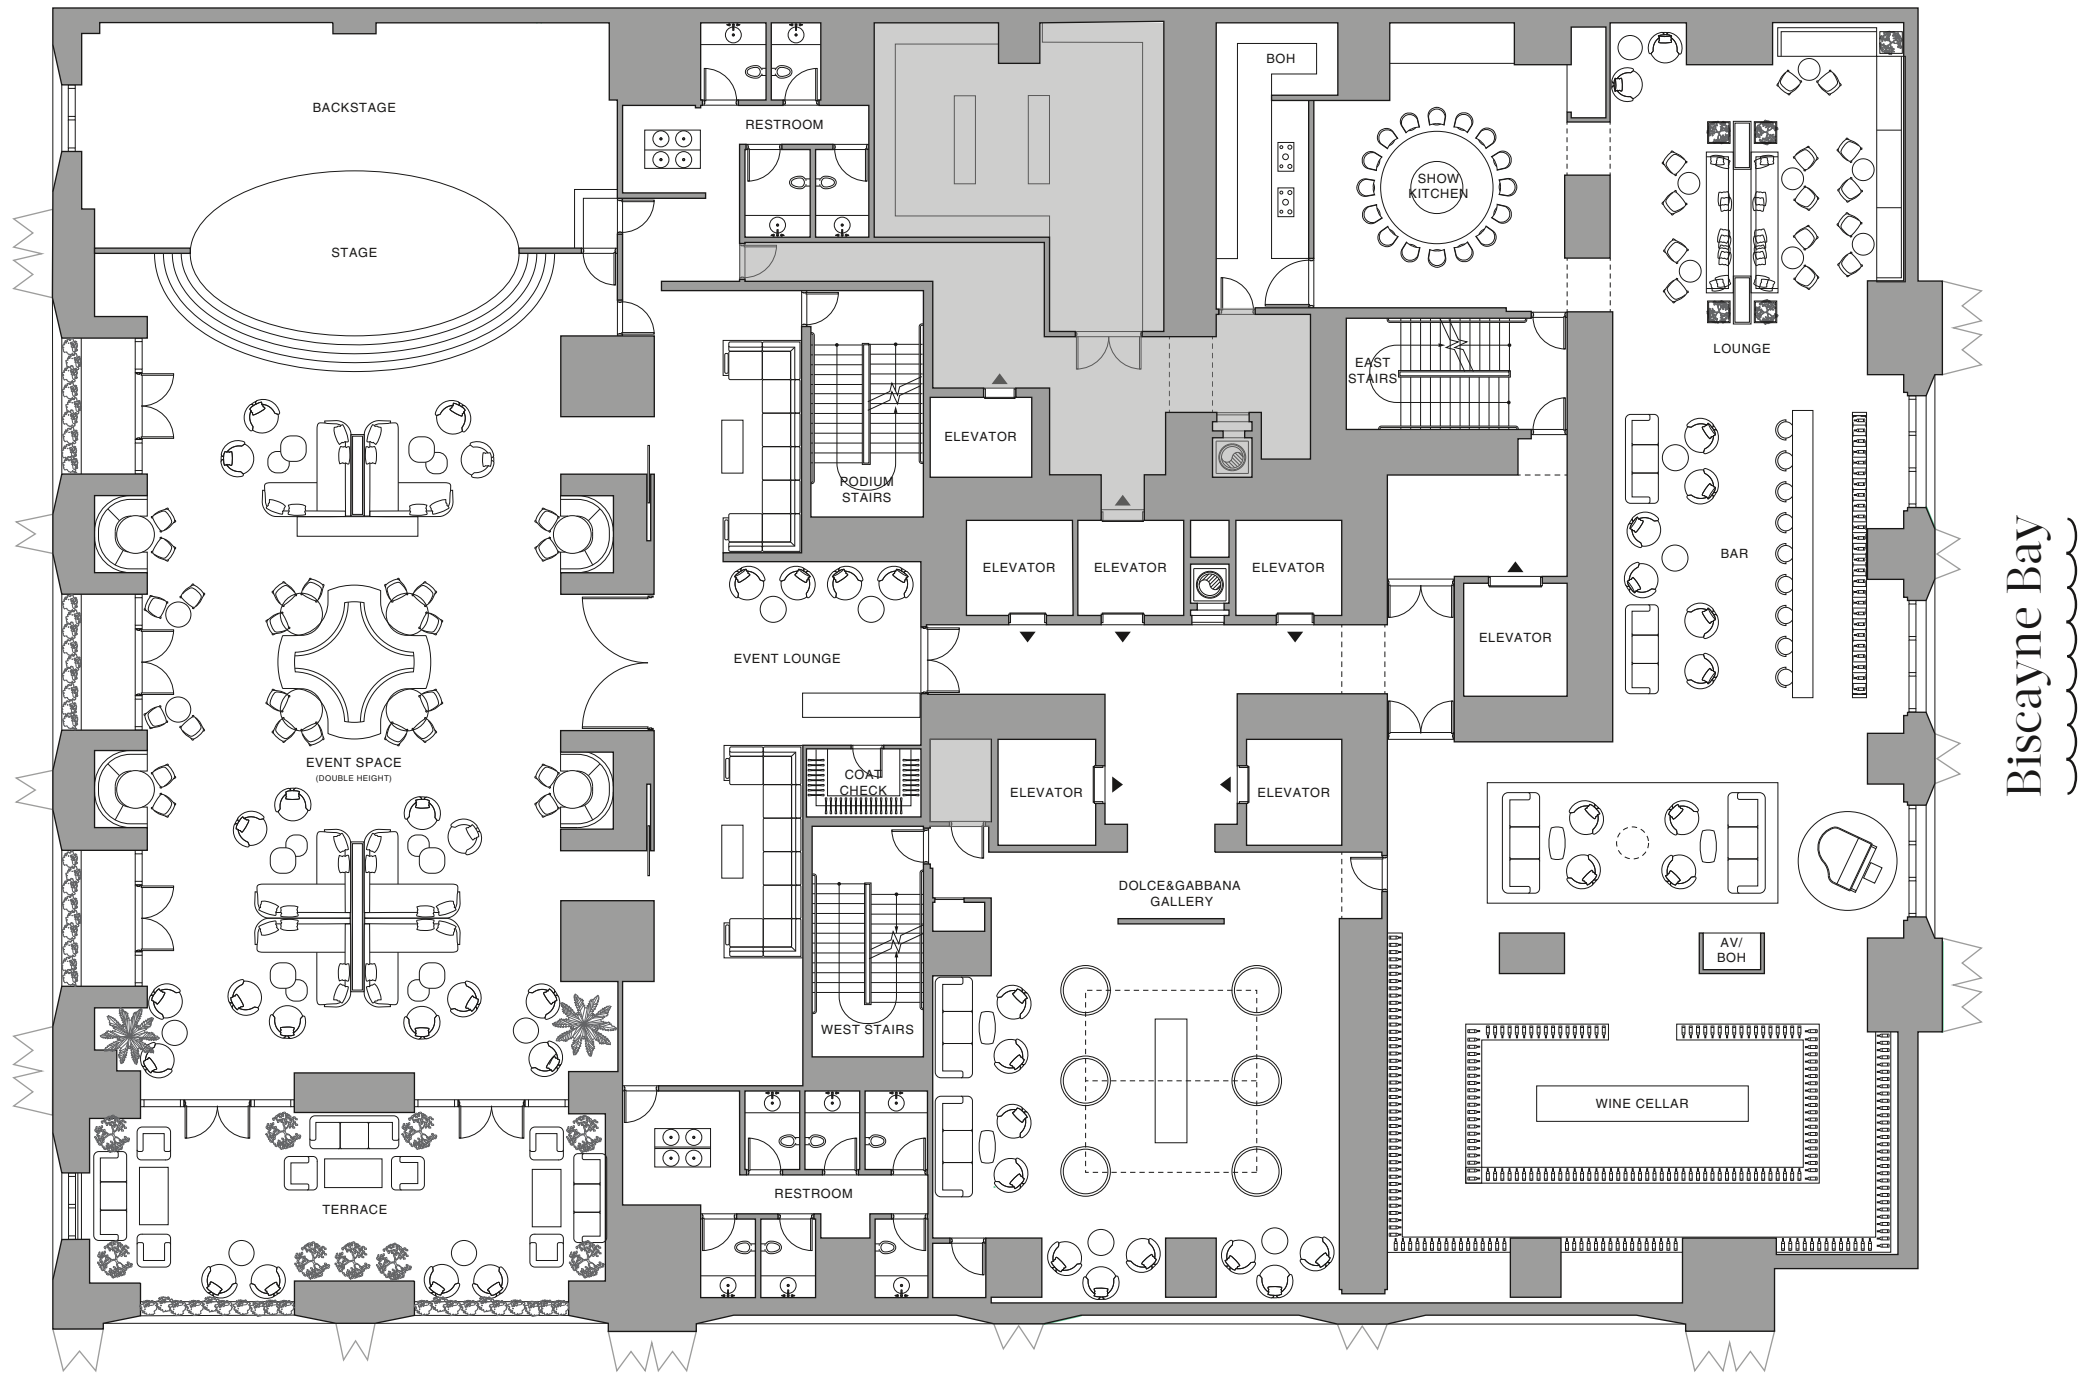 BACKSTAGE
STAGE
RESTROOM
BOH
SHOW
KITCHEN
LOUNGE
EAST
STAIRS
ELEVATOR
PODIUM
STAIRS
ELEVATOR
ELEVATOR
ELEVATOR
BAR
ELEVATOR
EVENT LOUNGE
EVENT SPACE
(DOUBLE HEIGHT)
COAT
CHECK
ELEVATOR
ELEVATOR
DOLCE&GABBANA
GALLERY
AV/
BOH
WEST STAIRS
WINE CELLAR
RESTROOM
TERRACE
Biscayne Bay